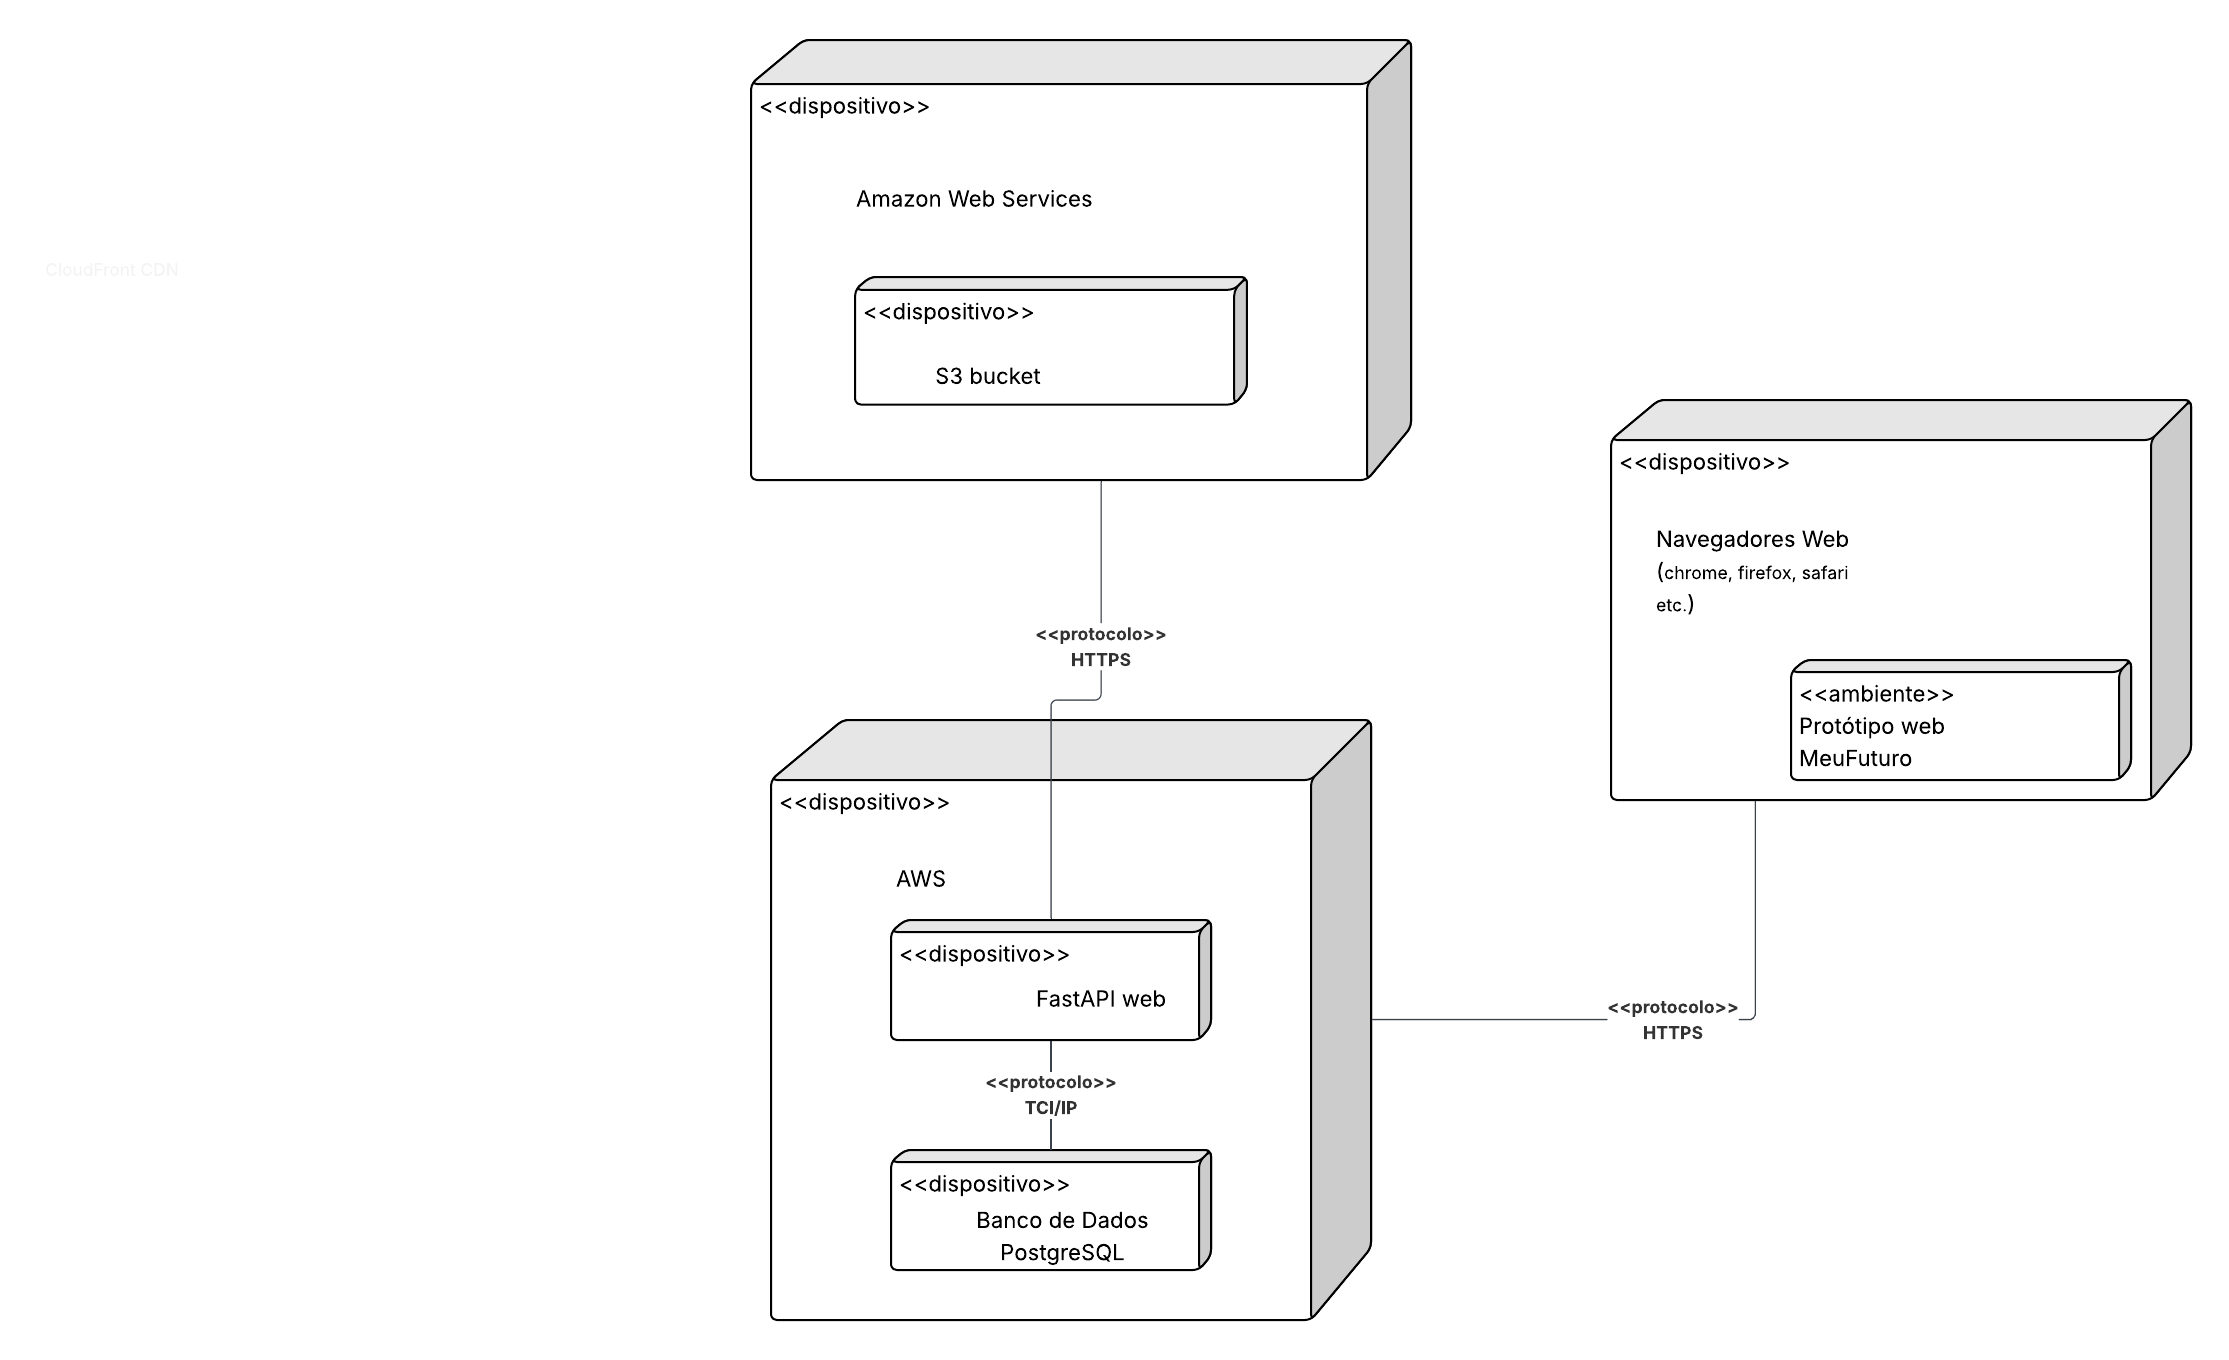 <<dispositivo>>
Amazon Web Services
CloudFront CDN
<<dispositivo>>
S3 bucket
<<dispositivo>>
Navegadores Web
(chrome, firefox, safari
etc.)
<<ambiente>>
Protótipo web
MeuFuturo
<<protocolo>>
HTTPS
<<dispositivo>>
AWS
<<dispositivo>>
FastAPI web
<<protocolo>>
HTTPS
<<protocolo>>
TCI/IP
<<dispositivo>>
Banco de Dados
PostgreSQL